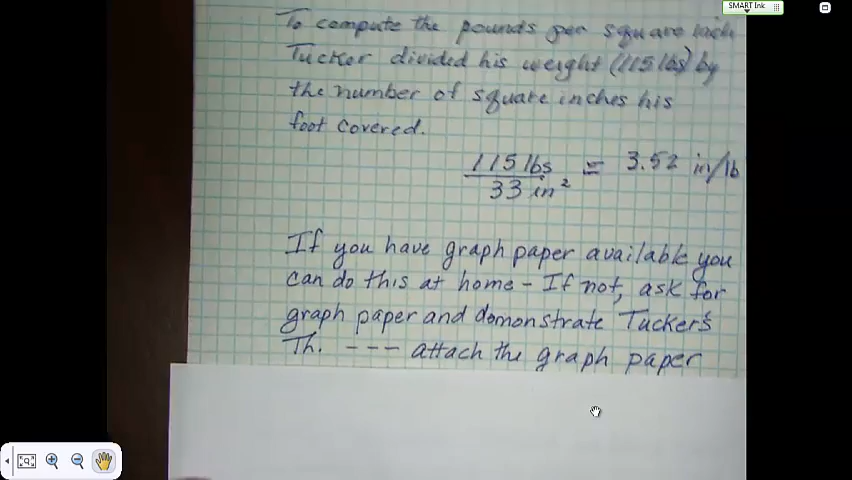 SMART Ink
To compute the pounds per square inch
Tucker divided his weight (115 lbs) by
the number of square inches his
foot covered.
115 lbs / 33 in² = 3.52 in/lb
If you have graph paper available you
can do this at home - If not, ask for
graph paper and demonstrate Tucker's
Th. --- attach the graph paper